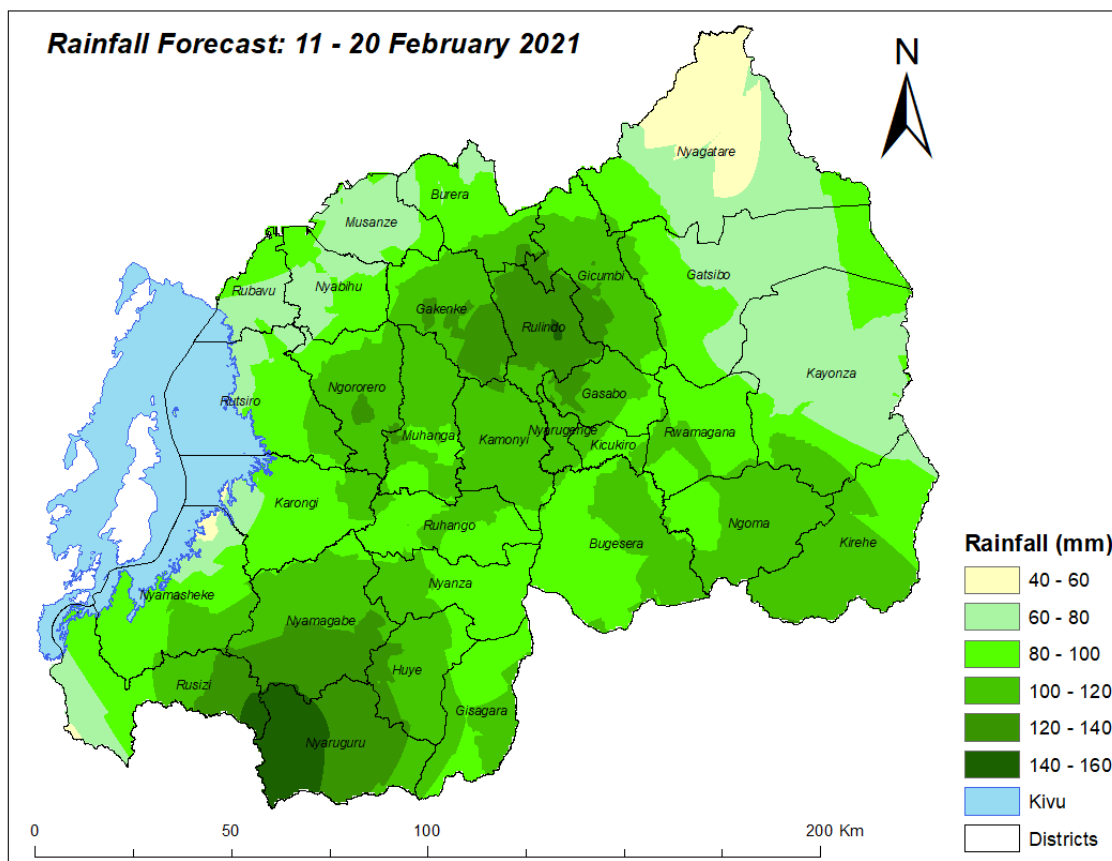 Rainfall Forecast: 11 - 20 February 2021
N
Nyagatare
Burera
Musanze
Gicumbi
Gatsibo
Rubavu
Nyabihu
Gakenke
Rulindo
Kayonza
Ngororero
Gasabo
Rutsiro
Muhanga
Kamonyi
Nyarugenge
Kicukiro
Rwamagana
Karongi
Ruhango
Ngoma
Bugesera
Kirehe
Nyanza
Nyamasheke
Nyamagabe
Huye
Rusizi
Gisagara
Nyaruguru
Rainfall (mm)
40 - 60
60 - 80
80 - 100
100 - 120
120 - 140
140 - 160
Kivu
Districts
0 50 100 200 Km